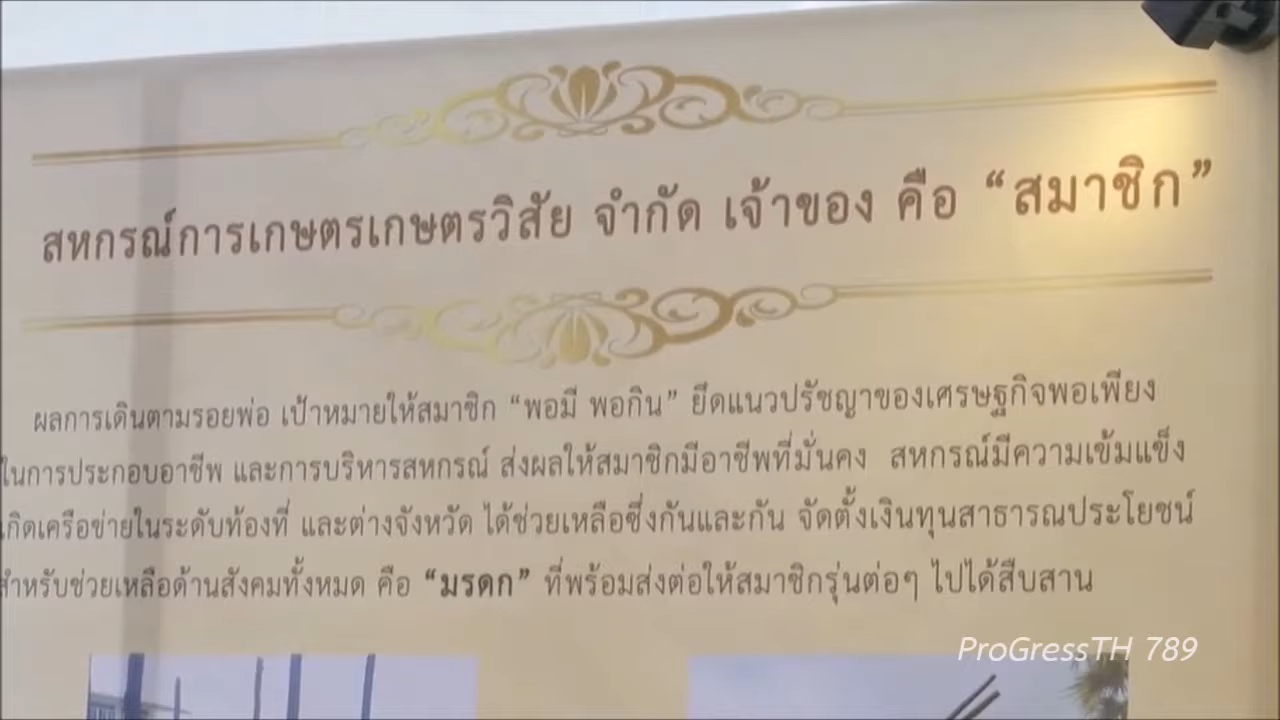 สหกรณ์การเกษตรเกษตรวิสัย จำกัด เจ้าของ คือ “สมาชิก”
ผลการเดินตามรอยพ่อ เป้าหมายให้สมาชิก “พอมี พอกิน” ยึดแนวปรัชญาของเศรษฐกิจพอเพียง
ในการประกอบอาชีพ และการบริหารสหกรณ์ ส่งผลให้สมาชิกมีอาชีพที่มั่นคง สหกรณ์มีความเข้มแข็ง
เกิดเครือข่ายในระดับท้องที่ และต่างจังหวัด ได้ช่วยเหลือซึ่งกันและกัน จัดตั้งเงินทุนสาธารณประโยชน์
สำหรับช่วยเหลือด้านสังคมทั้งหมด คือ “มรดก” ที่พร้อมส่งต่อให้สมาชิกรุ่นต่อๆ ไปได้สืบสาน
ProGressTH 789